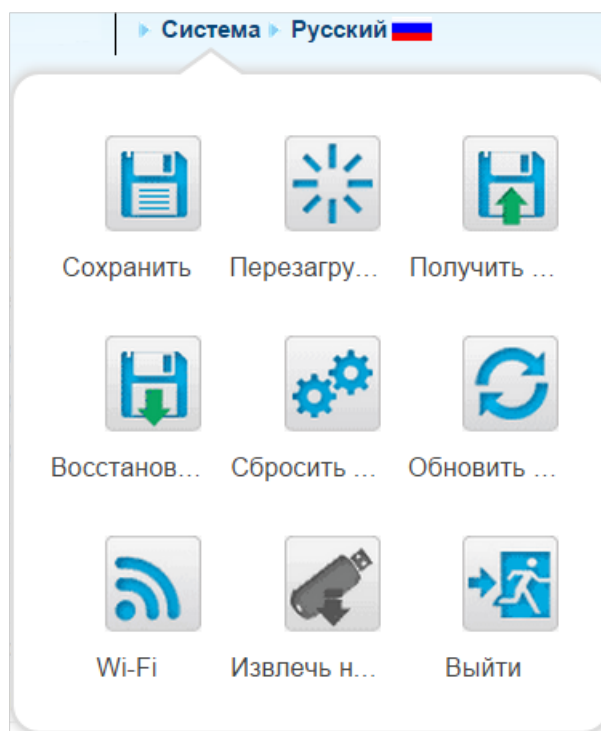 Система Русский
Сохранить Перезагру... Получить ...
Восстанов... Сбросить ... Обновить ...
Wi-Fi Извлечь н... Выйти